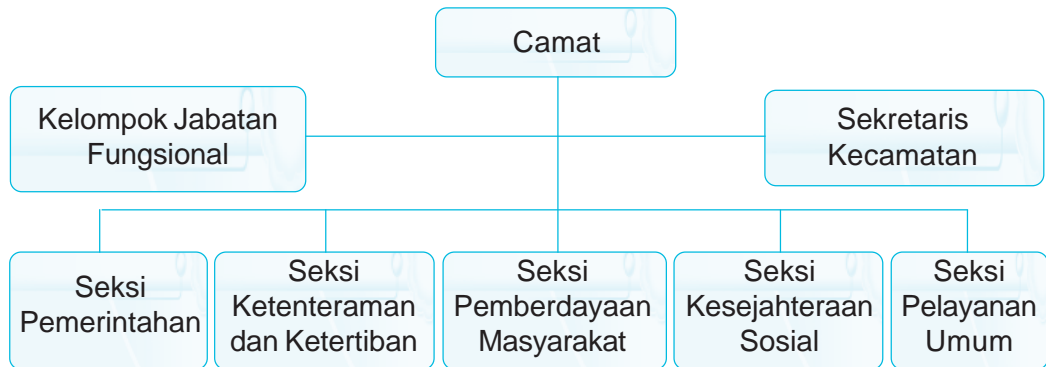 Camat
Kelompok Jabatan
Fungsional
Sekretaris
Kecamatan
Seksi
Pemerintahan
Seksi
Ketenteraman
dan Ketertiban
Seksi
Pemberdayaan
Masyarakat
Seksi
Kesejahteraan
Sosial
Seksi
Pelayanan
Umum